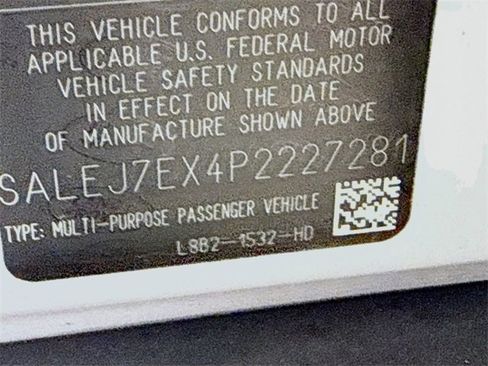 THIS VEHICLE CONFORMS TO ALL
APPLICABLE U.S. FEDERAL MOTOR
VEHICLE SAFETY STANDARDS
IN EFFECT ON THE DATE
OF MANUFACTURE SHOWN ABOVE
SALEJ7EX4P2227281
TYPE: MULTI-PURPOSE PASSENGER VEHICLE
L8B2-1532-HD